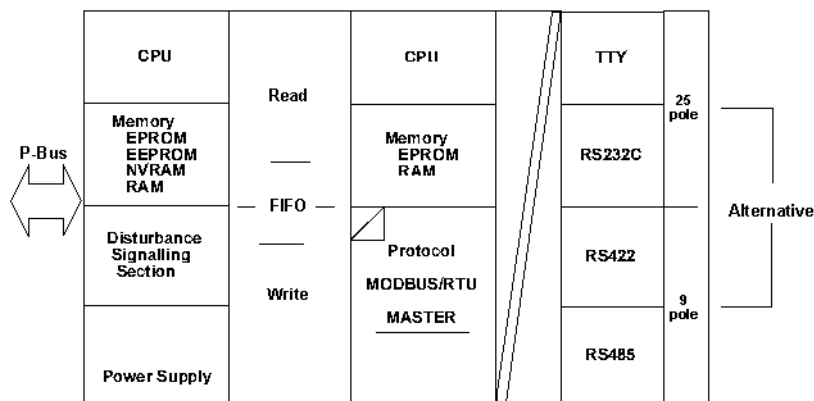 P-Bus
CPU
Memory
EPROM
EEPROM
NVRAM
RAM
Disturbance
Signalling
Section
Power Supply
Read
FIFO
Write
CPU
Memory
EPROM
RAM
Protocol
MODBUS/RTU
MASTER
TTY
RS232C
RS422
RS485
25
pole
9
pole
Alternative